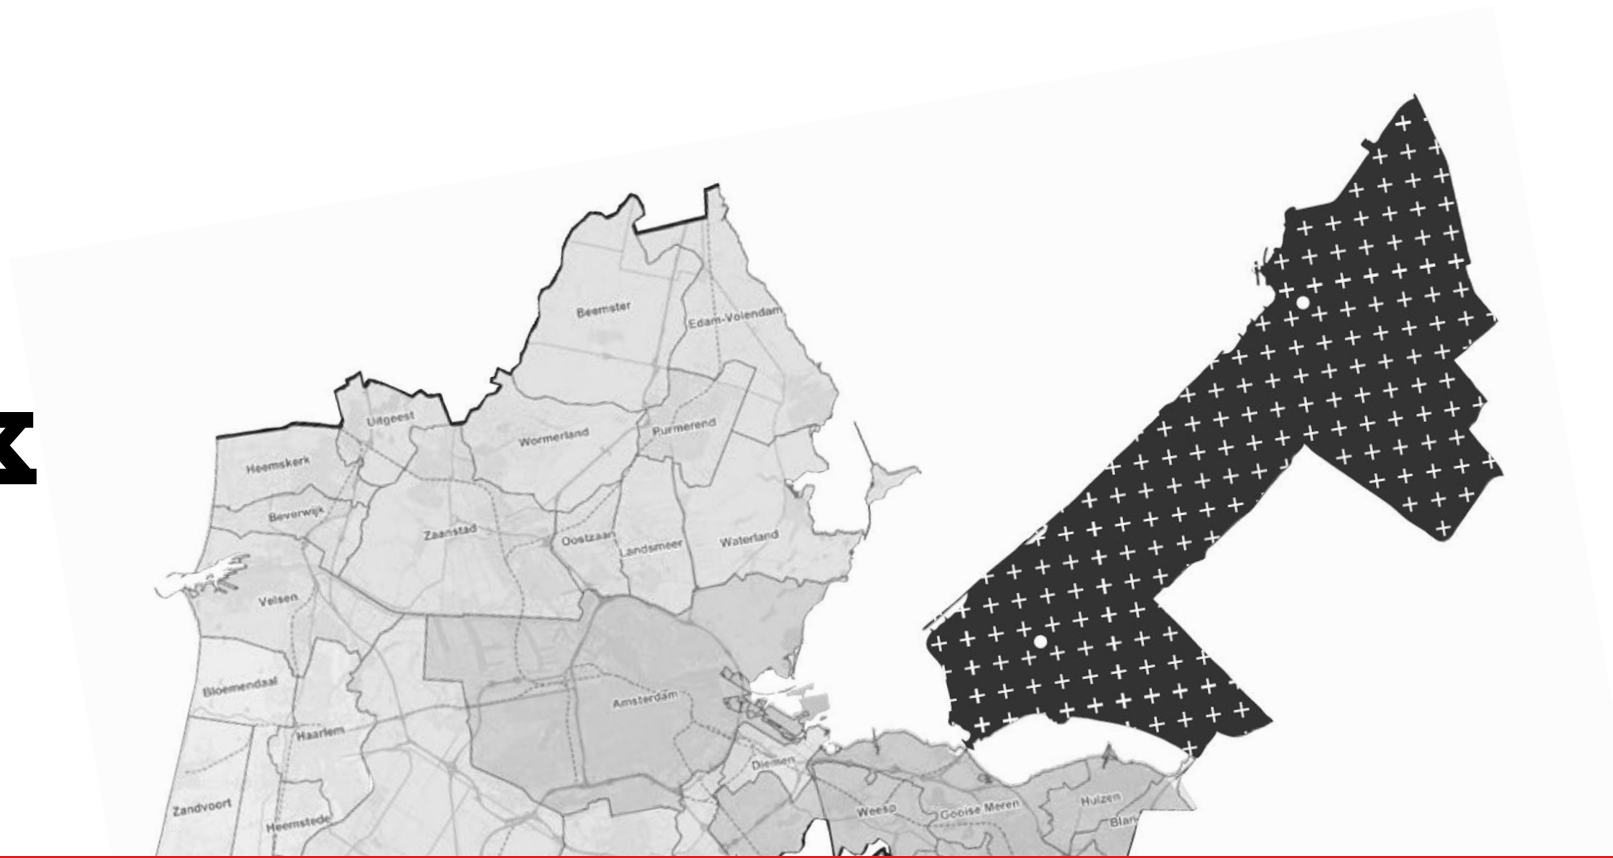 Beemster
Edam-Volendam
Uitgeest
Wormerland
Purmerend
Heemskerk
k
Beverwijk
Zaanstad
Oostzaan
Landsmeer
Waterland
Velsen
Bloemendaal
Amsterdam
Haarlem
Diemen
Zandvoort
Heemstede
Weesp
Gooise Meren
Huizen
Blari